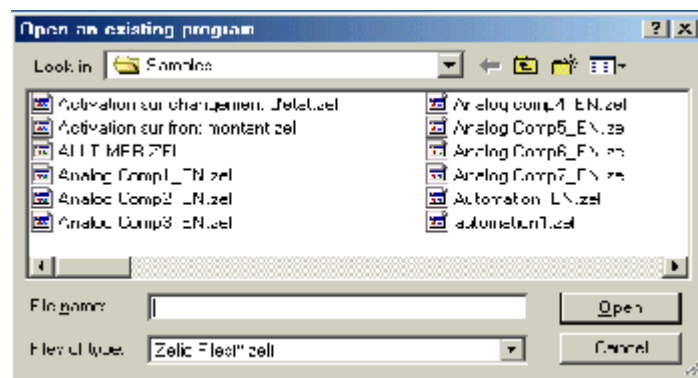 Open an existing program
Look in Samples
Activation sur changement d'etat.zel
Activation sur front montant.zel
ALLTIMER.ZEL
Analog Comp1_EN.zel
Analog Comp2_EN.zel
Analog Comp3_EN.zel
Analog comp4_EN.zel
Analog Comp5_EN.zel
Analog Comp6_EN.zel
Analog Comp7_EN.zel
Automation_EN.zel
automation1.zel
File name:
Open
Files of type: Zelio Files(*.zel)
Cancel